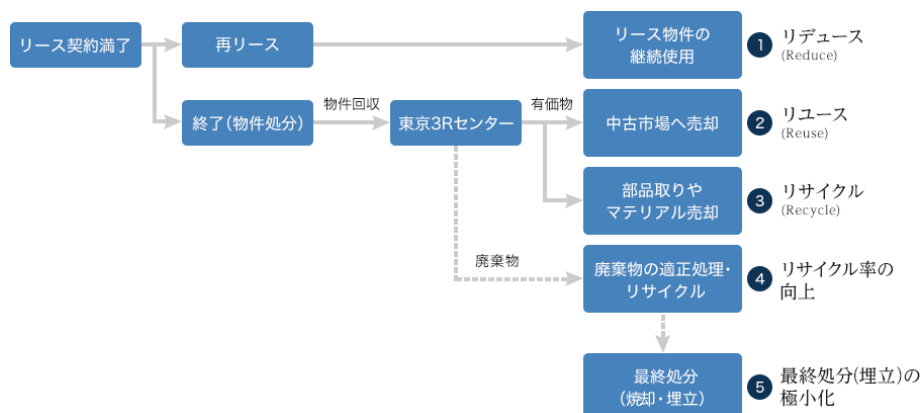 リース契約満了
再リース
リース物件の
継続使用
1 リデュース
(Reduce)
終了(物件処分)
物件回収
東京3Rセンター
有価物
中古市場へ売却
2 リユース
(Reuse)
部品取りや
マテリアル売却
3 リサイクル
(Recycle)
廃棄物
廃棄物の適正処理・
リサイクル
4 リサイクル率の
向上
最終処分
(焼却・埋立)
5 最終処分(埋立)の
極小化